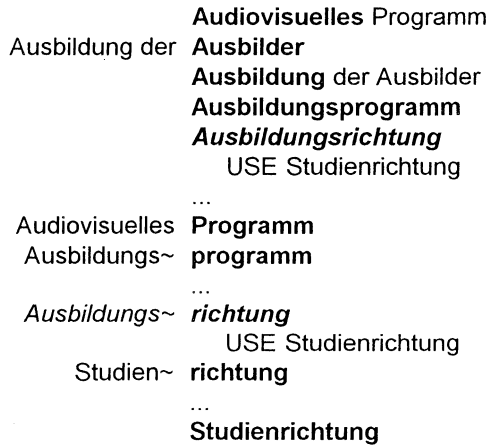 Audiovisuelles Programm
Ausbildung der Ausbilder
Ausbildung der Ausbilder
Ausbildungsprogramm
Ausbildungsrichtung
USE Studienrichtung
...
Audiovisuelles Programm
Ausbildungs~ programm
...
Ausbildungs~ richtung
USE Studienrichtung
Studien~ richtung
...
Studienrichtung